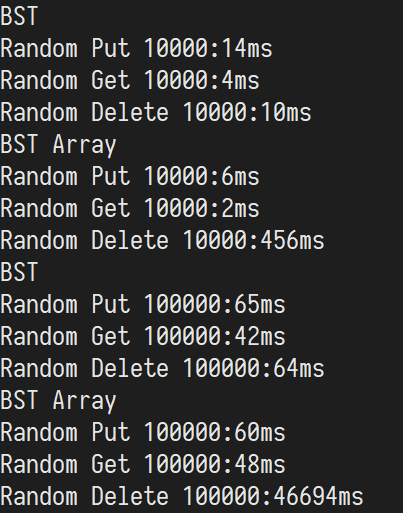 BST
Random Put 10000:14ms
Random Get 10000:4ms
Random Delete 10000:10ms
BST Array
Random Put 10000:6ms
Random Get 10000:2ms
Random Delete 10000:456ms
BST
Random Put 100000:65ms
Random Get 100000:42ms
Random Delete 100000:64ms
BST Array
Random Put 100000:60ms
Random Get 100000:48ms
Random Delete 100000:46694ms